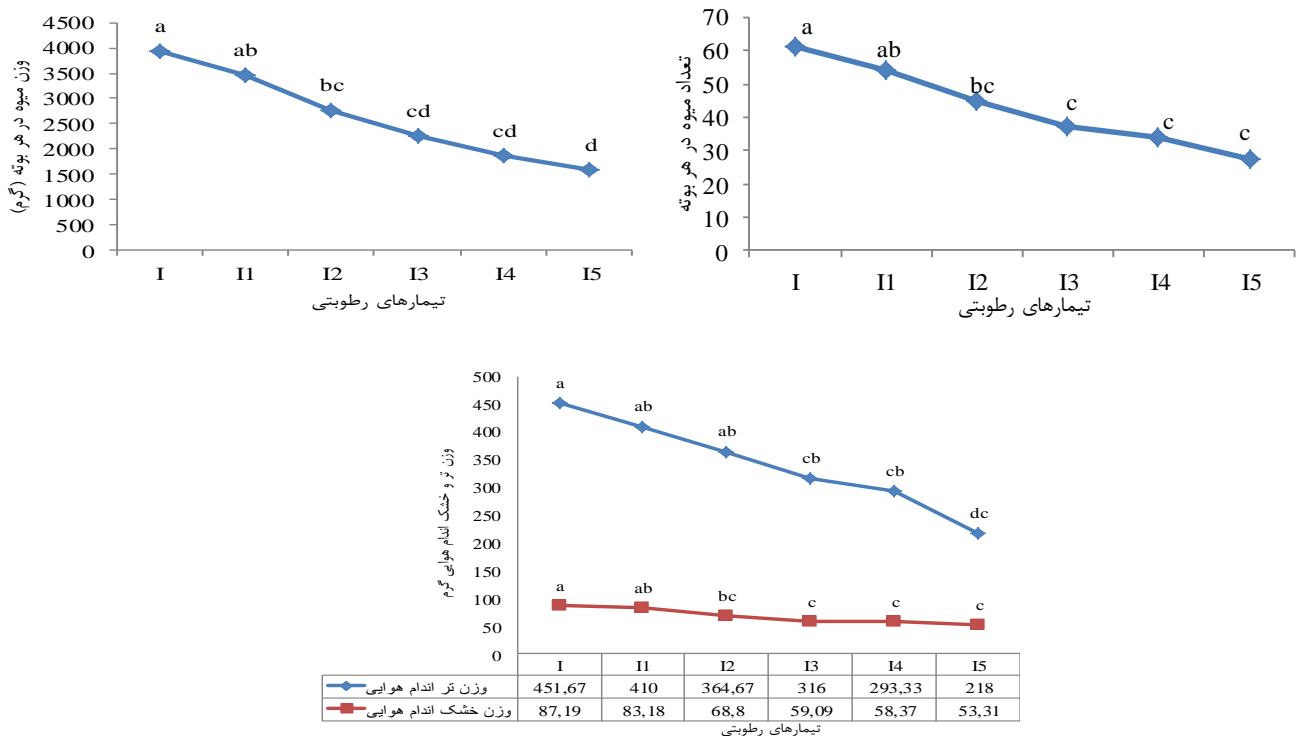 وزن میوه در هر بوته (گرم)
4500
4000
3500
3000
2500
2000
1500
1000
500
0
a
ab
bc
cd
cd
d
I I1 I2 I3 I4 I5
تیمارهای رطوبتی
تعداد میوه در هر بوته
70
60
50
40
30
20
10
0
a
ab
bc
c
c
c
I I1 I2 I3 I4 I5
تیمارهای رطوبتی
وزن تر و خشک اندام هوایی گرم
500
450
400
350
300
250
200
150
100
50
0
a
ab
ab
cb
cb
dc
a
ab
bc
c
c
c
I I1 I2 I3 I4 I5
وزن تر اندام هوایی 451,67 410 364,67 316 293,33 218
وزن خشک اندام هوایی 87,19 83,18 68,8 59,09 58,37 53,31
تیمارهای رطوبتی